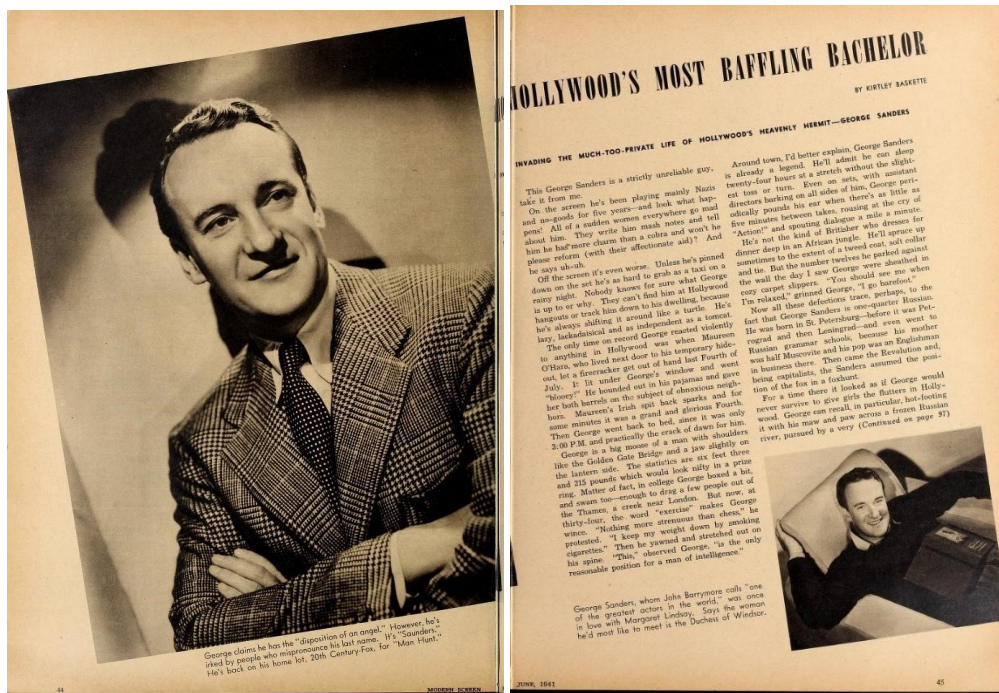 George claims he has the "disposition of an angel." However, he's
irked by people who mispronounce his last name. It's "Saunders."
He's back on his home lot, 20th Century-Fox, for "Man Hunt."
44
MODERN SCREEN
HOLLYWOOD'S MOST BAFFLING BACHELOR
BY KIRTLEY BASKETTE
INVADING THE MUCH-TOO-PRIVATE LIFE OF HOLLYWOOD'S HEAVENLY HERMIT—GEORGE SANDERS
This George Sanders is a strictly unreliable guy,
take it from me.
On the screen he's been playing mainly Nazis
and no-goods for five years—and look what hap-
pens! All of a sudden women everywhere go mad
about him. They write him mash notes and tell
him he had more charm than a cobra and won't he
please reform (with their affectionate aid)? And
he says uh-uh.
Off the screen it's even worse. Unless he's pinned
down on the set he's as hard to grab as a taxi on a
rainy night. Nobody knows for sure what George
is up to or why. They can't find him at Hollywood
hangouts or track him down to his dwelling, because
he's always shifting it around like a turtle. He's
lazy, lackadaisical and as independent as a tomcat.
The only time on record George reacted violently
to anything in Hollywood was when Maureen
O'Hara, who lived next door to his temporary hide-
out, let a firecracker get out of hand last Fourth of
July. It lit under George's window and went
"blooey!" He bounded out in his pajamas and gave
her both barrels on the subject of obnoxious neigh-
bors. Maureen's Irish spit back sparks and for
some minutes it was a grand and glorious Fourth.
Then George went back to bed, since it was only
2:00 P.M. and practically the crack of dawn for him.
George is a big moose of a man with shoulders
like the Golden Gate Bridge and a jaw slightly on
the lantern side. The statistics are six feet three
and 215 pounds which would look nifty in a prize
ring. Matter of fact, in college George boxed a bit,
and swam too—enough to drag a few people out of
the Thames, a creek near London. But now, at
thirty-four, the word "exercise" makes George
wince. "Nothing more strenuous than chess," he
protested. "I keep my weight down by smoking
cigarettes." Then he yawned and stretched out on
his spine. "This," observed George, "is the only
reasonable position for a man of intelligence."
Around town, I'd better explain, George Sanders
is already a legend. He'll admit he can sleep
twenty-four hours at a stretch without the slight-
est toss or turn. Even on sets, with assistant
directors barking on all sides of him, George peri-
odically pounds his ear when there's as little as
five minutes between takes, rousing at the cry of
"Action!" and spouting dialogue a mile a minute.
He's not the kind of Britisher who dresses for
dinner deep in an African jungle. He'll spruce up
sometimes to the extent of a tweed coat, soft collar
and tie. But the number twelves he parked against
the wall the day I saw George were sheathed in
cozy carpet slippers. "You should see me when
I'm relaxed," grinned George, "I go barefoot."
Now all these defections trace, perhaps, to the
fact that George Sanders is one-quarter Russian.
He was born in St. Petersburg—before it was Pet-
rograd and then Leningrad—and even went to
Russian grammar schools, because his mother
was half Muscovite and his pop was an Englishman
in business there. Then came the Revolution and,
being capitalists, the Sanders assumed the posi-
tion of the fox in a foxhunt.
For a time there it looked as if George would
never survive to give girls the flutters in Holly-
wood. George can recall, in particular, hot-footing
it with his maw and paw across a frozen Russian
river, pursued by a very (Continued on page 97)
George Sanders, whom John Barrymore calls "one
of the greatest actors in the world," was once
in love with Margaret Lindsay. Says the woman
he'd most like to meet is the Duchess of Windsor.
JUNE, 1941
45